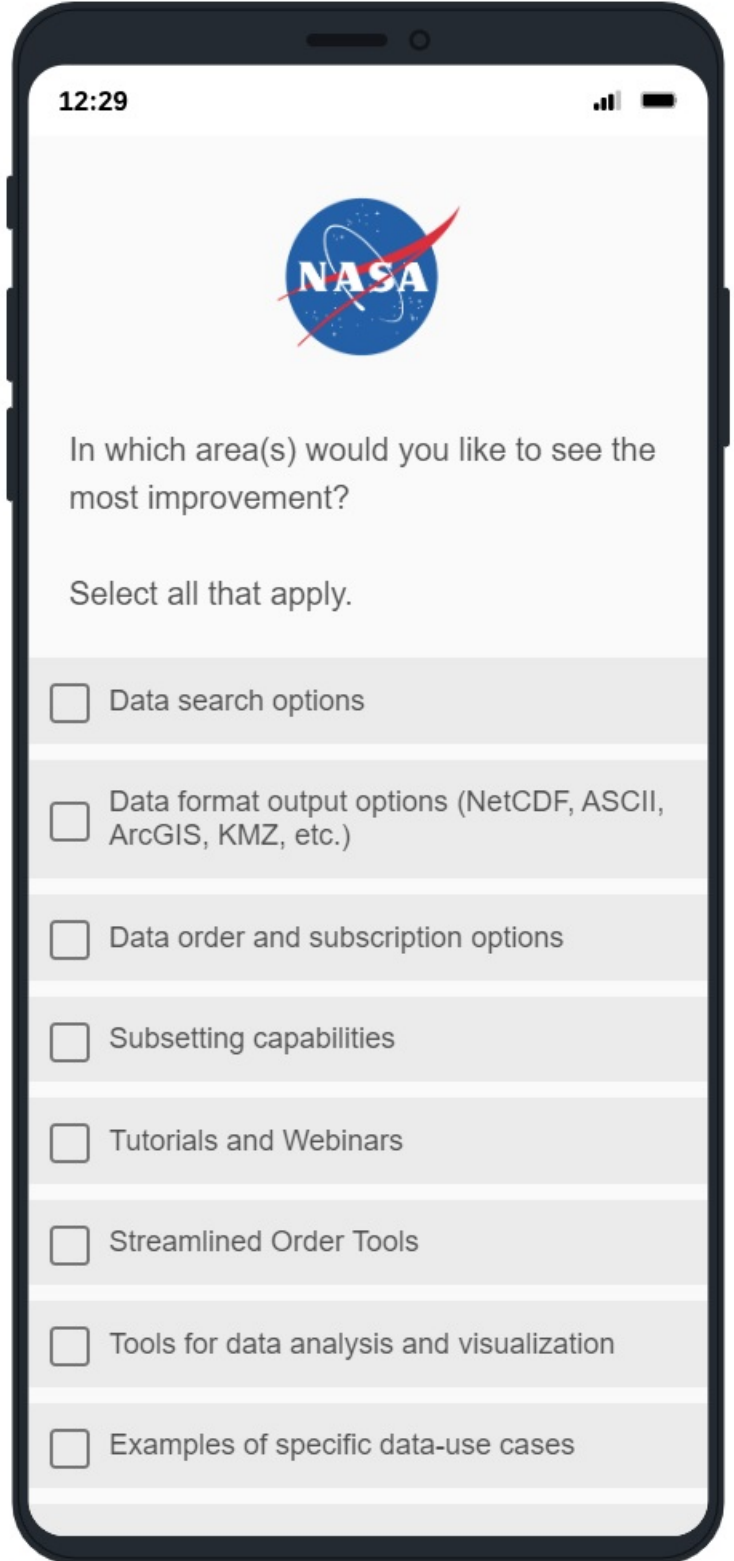 12:29
NASA
In which area(s) would you like to see the
most improvement?
Select all that apply.
Data search options
Data format output options (NetCDF, ASCII,
ArcGIS, KMZ, etc.)
Data order and subscription options
Subsetting capabilities
Tutorials and Webinars
Streamlined Order Tools
Tools for data analysis and visualization
Examples of specific data-use cases